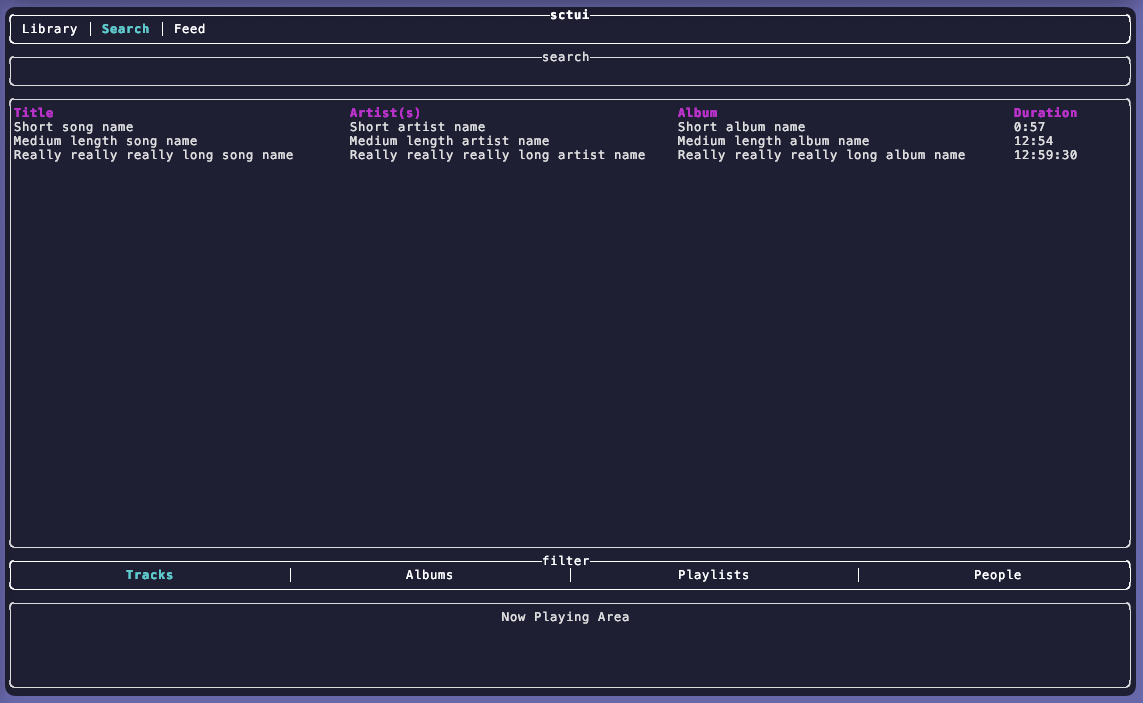 sctui
Library | Search | Feed
search
Title Artist(s) Album Duration
Short song name Short artist name Short album name 0:57
Medium length song name Medium length artist name Medium length album name 12:54
Really really really long song name Really really really long artist name Really really really long album name 12:59:30
filter
Tracks | Albums | Playlists | People
Now Playing Area